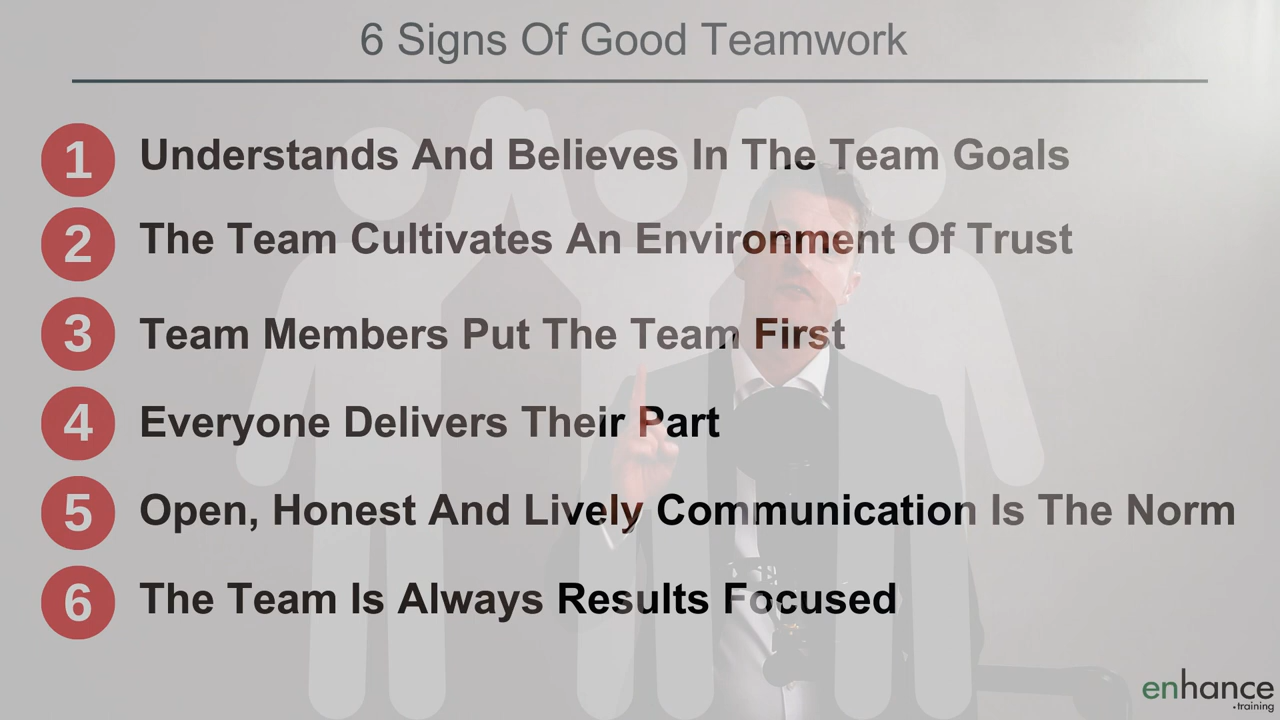 6 Signs Of Good Teamwork
1 Understands And Believes In The Team Goals
2 The Team Cultivates An Environment Of Trust
3 Team Members Put The Team First
4 Everyone Delivers Their Part
5 Open, Honest And Lively Communication Is The Norm
6 The Team Is Always Results Focused
enhance
.training